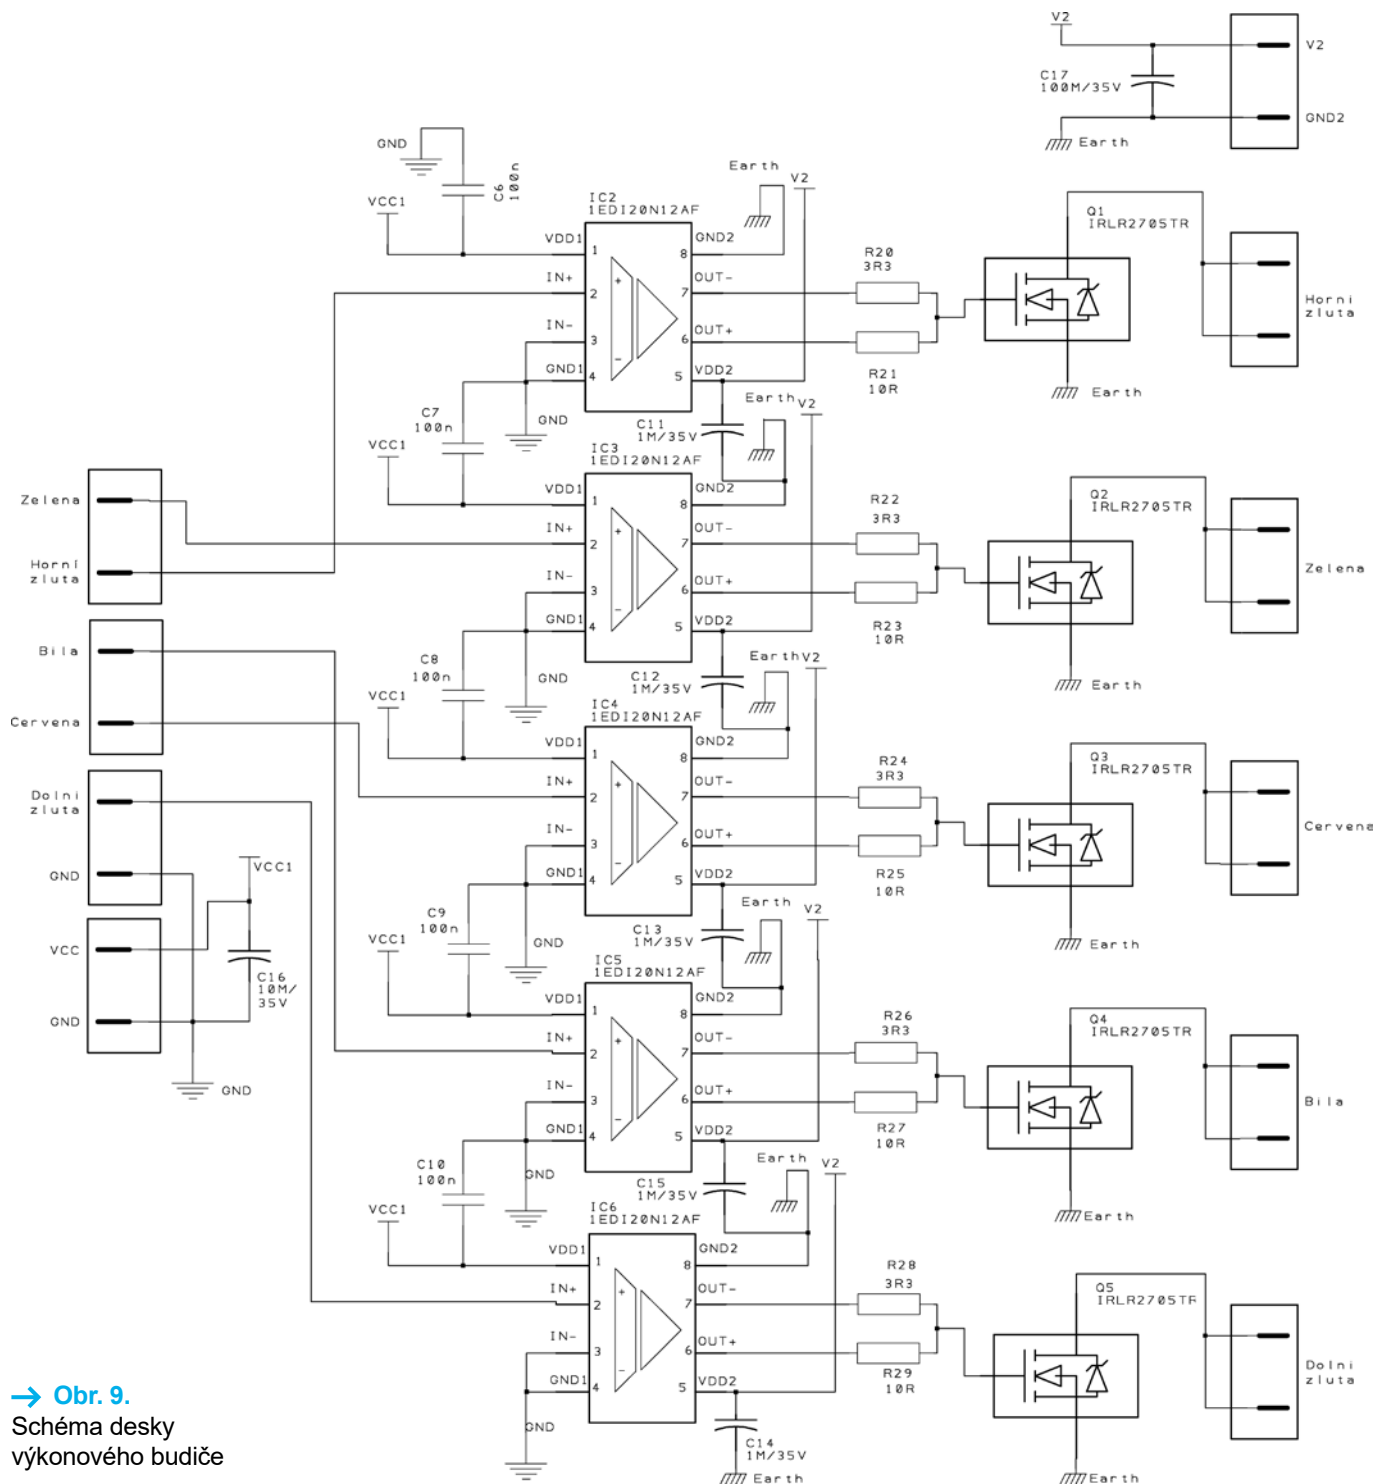 V2
V2
C17
100M/35V
GND2
Earth
GND
C6
100n
Earth
V2
VCC1
IC2
1EDI20N12AF
Q1
IRLR2705TR
VDD1
1
GND2
8
R20
3R3
IN+
2
OUT-
7
Horni
zluta
IN-
3
OUT+
6
GND1
4
5
VDD2
R21
10R
Earth
Earth
V2
C7
100n
GND
C11
1M/35V
VCC1
IC3
1EDI20N12AF
Q2
IRLR2705TR
Zelena
VDD1
1
GND2
8
R22
3R3
IN+
2
OUT-
7
Horní
zluta
Zelena
IN-
3
OUT+
6
GND1
4
5
VDD2
R23
10R
Bila
Earth
V2
C8
100n
GND
C12
1M/35V
Earth
VCC1
IC4
1EDI20N12AF
Cervena
VDD1
1
GND2
8
Q3
IRLR2705TR
R24
3R3
IN+
2
OUT-
7
Dolni
zluta
Cervena
IN-
3
OUT+
6
GND
VCC1
GND1
4
5
VDD2
R25
10R
Earth
V2
C9
100n
GND
C13
1M/35V
Earth
VCC
VCC1
IC5
1EDI20N12AF
C16
10M/
35V
VDD1
1
GND2
8
Q4
IRLR2705TR
R26
3R3
GND
IN+
2
OUT-
7
GND
IN-
3
OUT+
6
Bila
GND1
4
5
VDD2
R27
10R
Earth
V2
C10
100n
GND
C15
1M/35V
VCC1
IC6
1EDI20N12AF
Earth
VDD1
1
GND2
8
R28
3R3
Q5
IRLR2705TR
IN+
2
OUT-
7
IN-
3
OUT+
6
Dolni
zluta
GND1
4
5
VDD2
R29
10R
→ Obr. 9.
Schéma desky
výkonového budiče
GND
C14
1M/35V
Earth
Earth